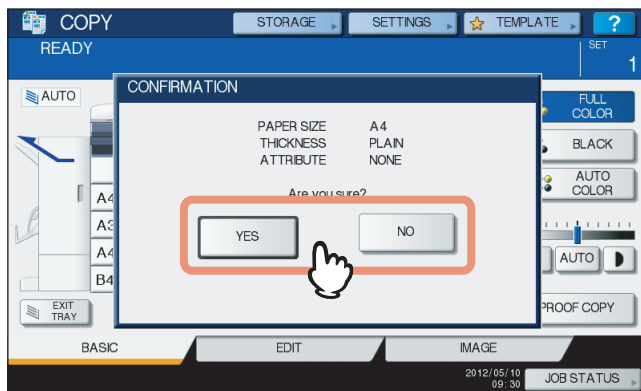 COPY
STORAGE
SETTINGS
TEMPLATE
?
READY
SET
1
AUTO
CONFIRMATION
PAPER SIZE A4
THICKNESS PLAIN
ATTRIBUTE NONE
Are you sure?
YES
NO
FULL
COLOR
BLACK
AUTO
COLOR
A4
A3
A4
B4
AUTO
EXIT
TRAY
PROOF COPY
BASIC
EDIT
IMAGE
2012/05/10
09:30
JOB STATUS